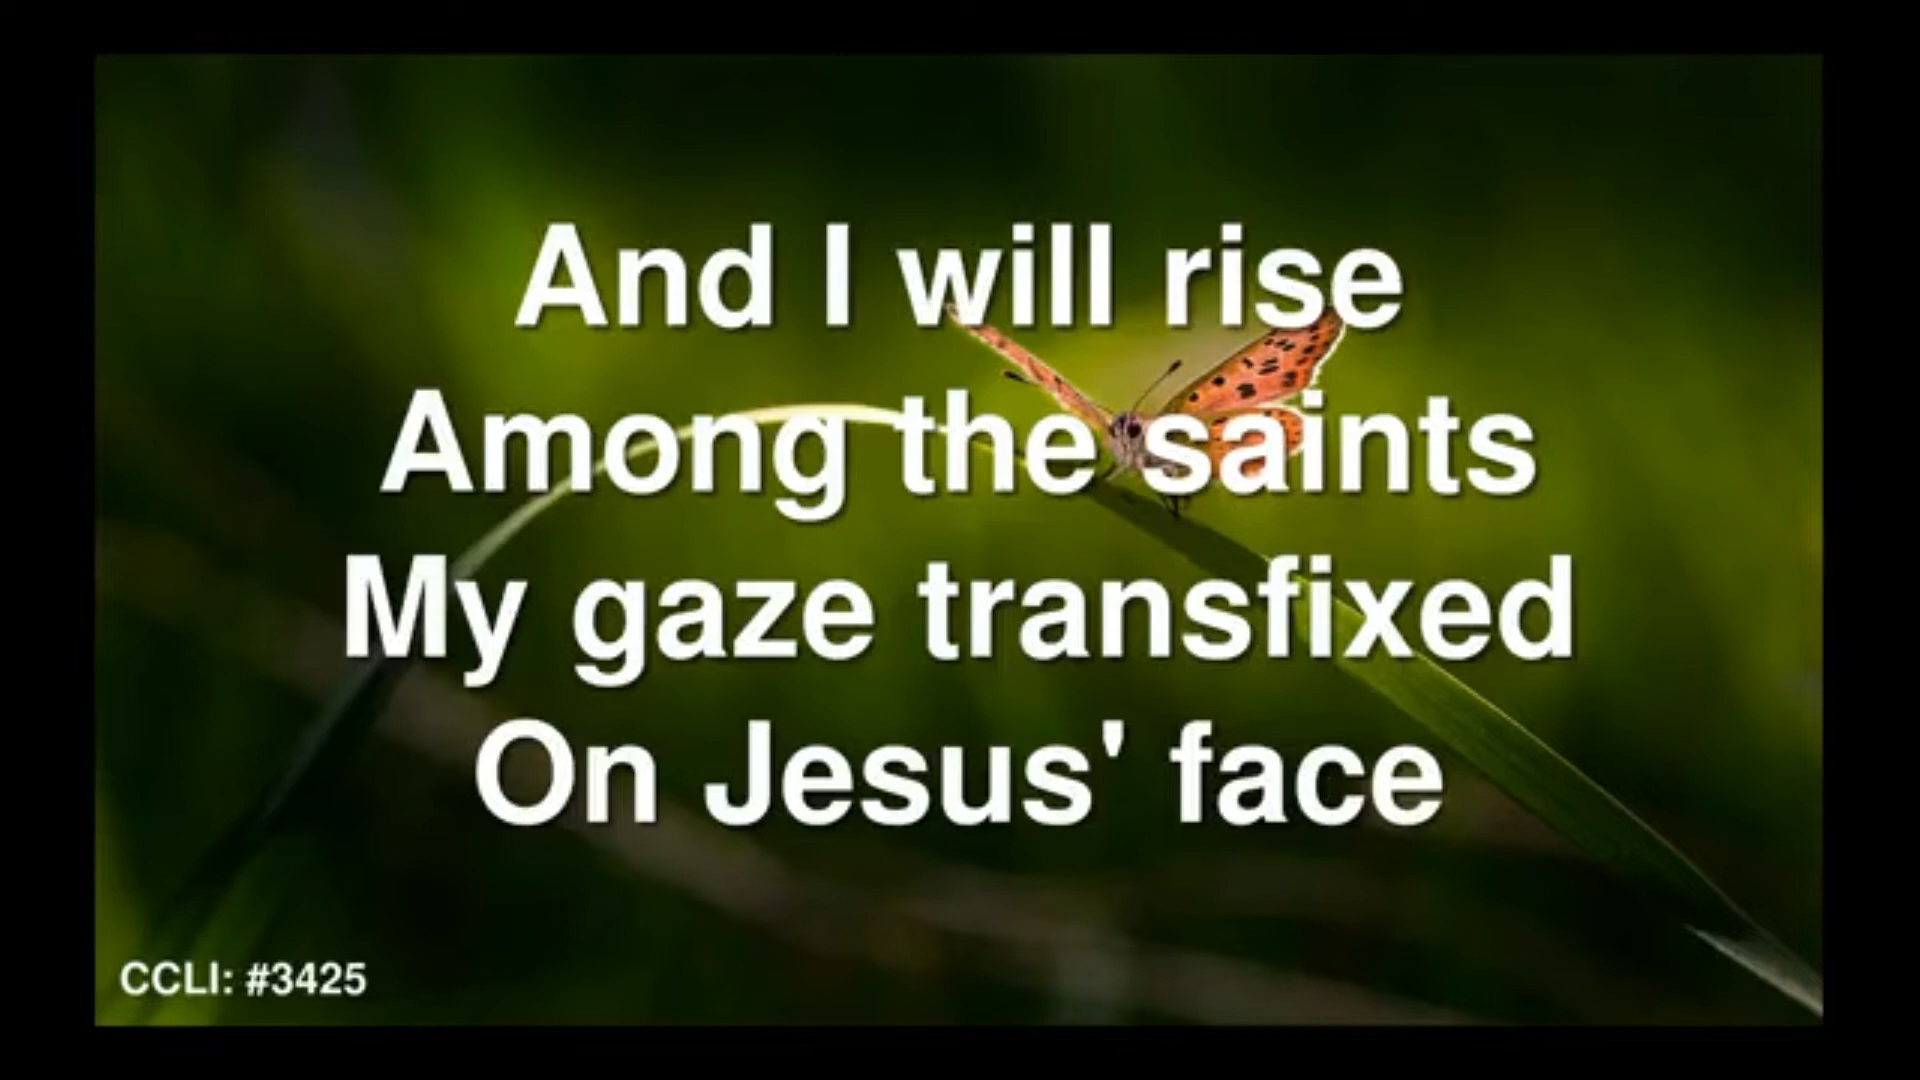 And I will rise
Among the saints
My gaze transfixed
On Jesus' face
CCLI: #3425